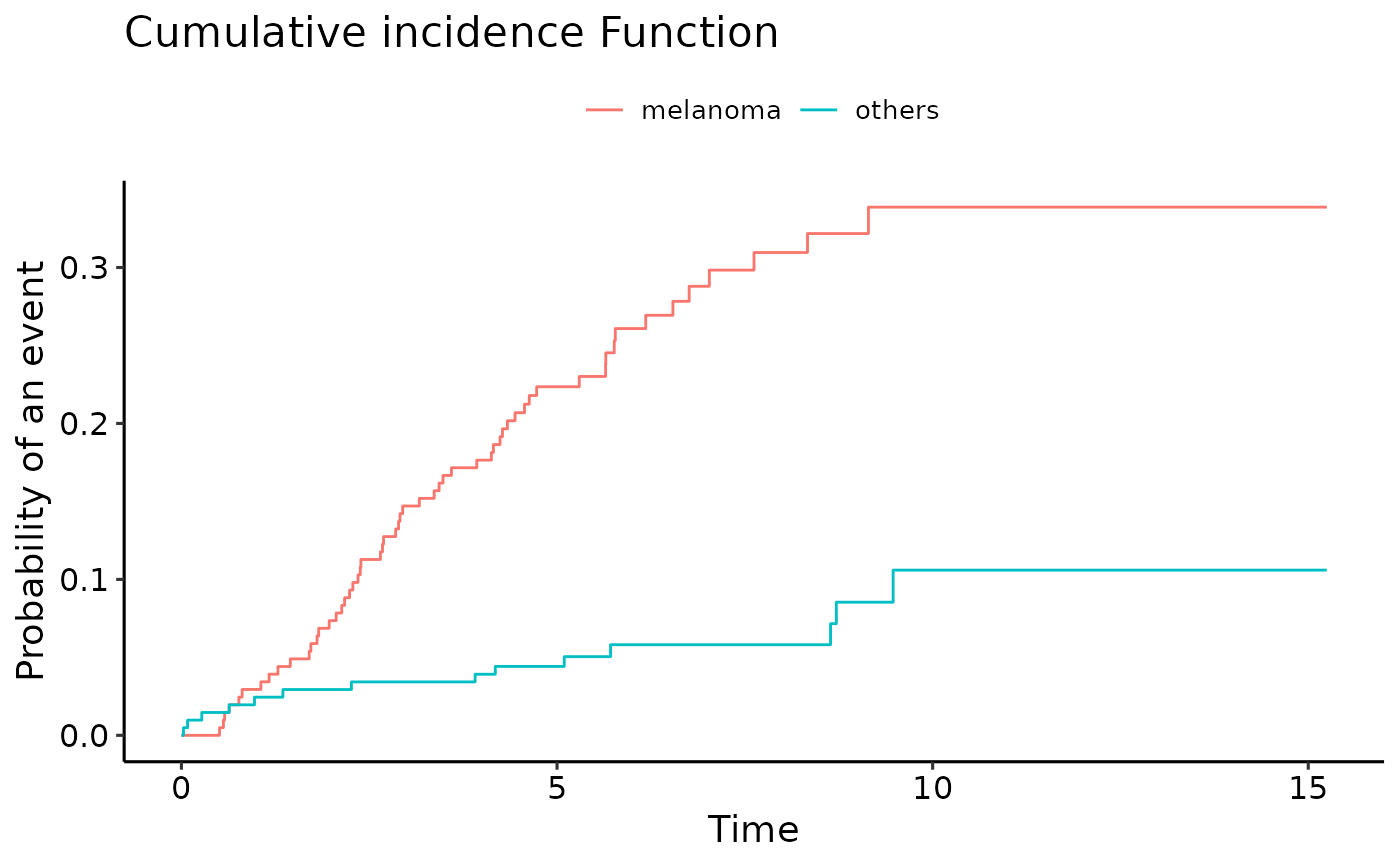 Cumulative incidence Function
melanoma others
Probability of an event
0.3
0.2
0.1
0.0
0 5 10 15
Time